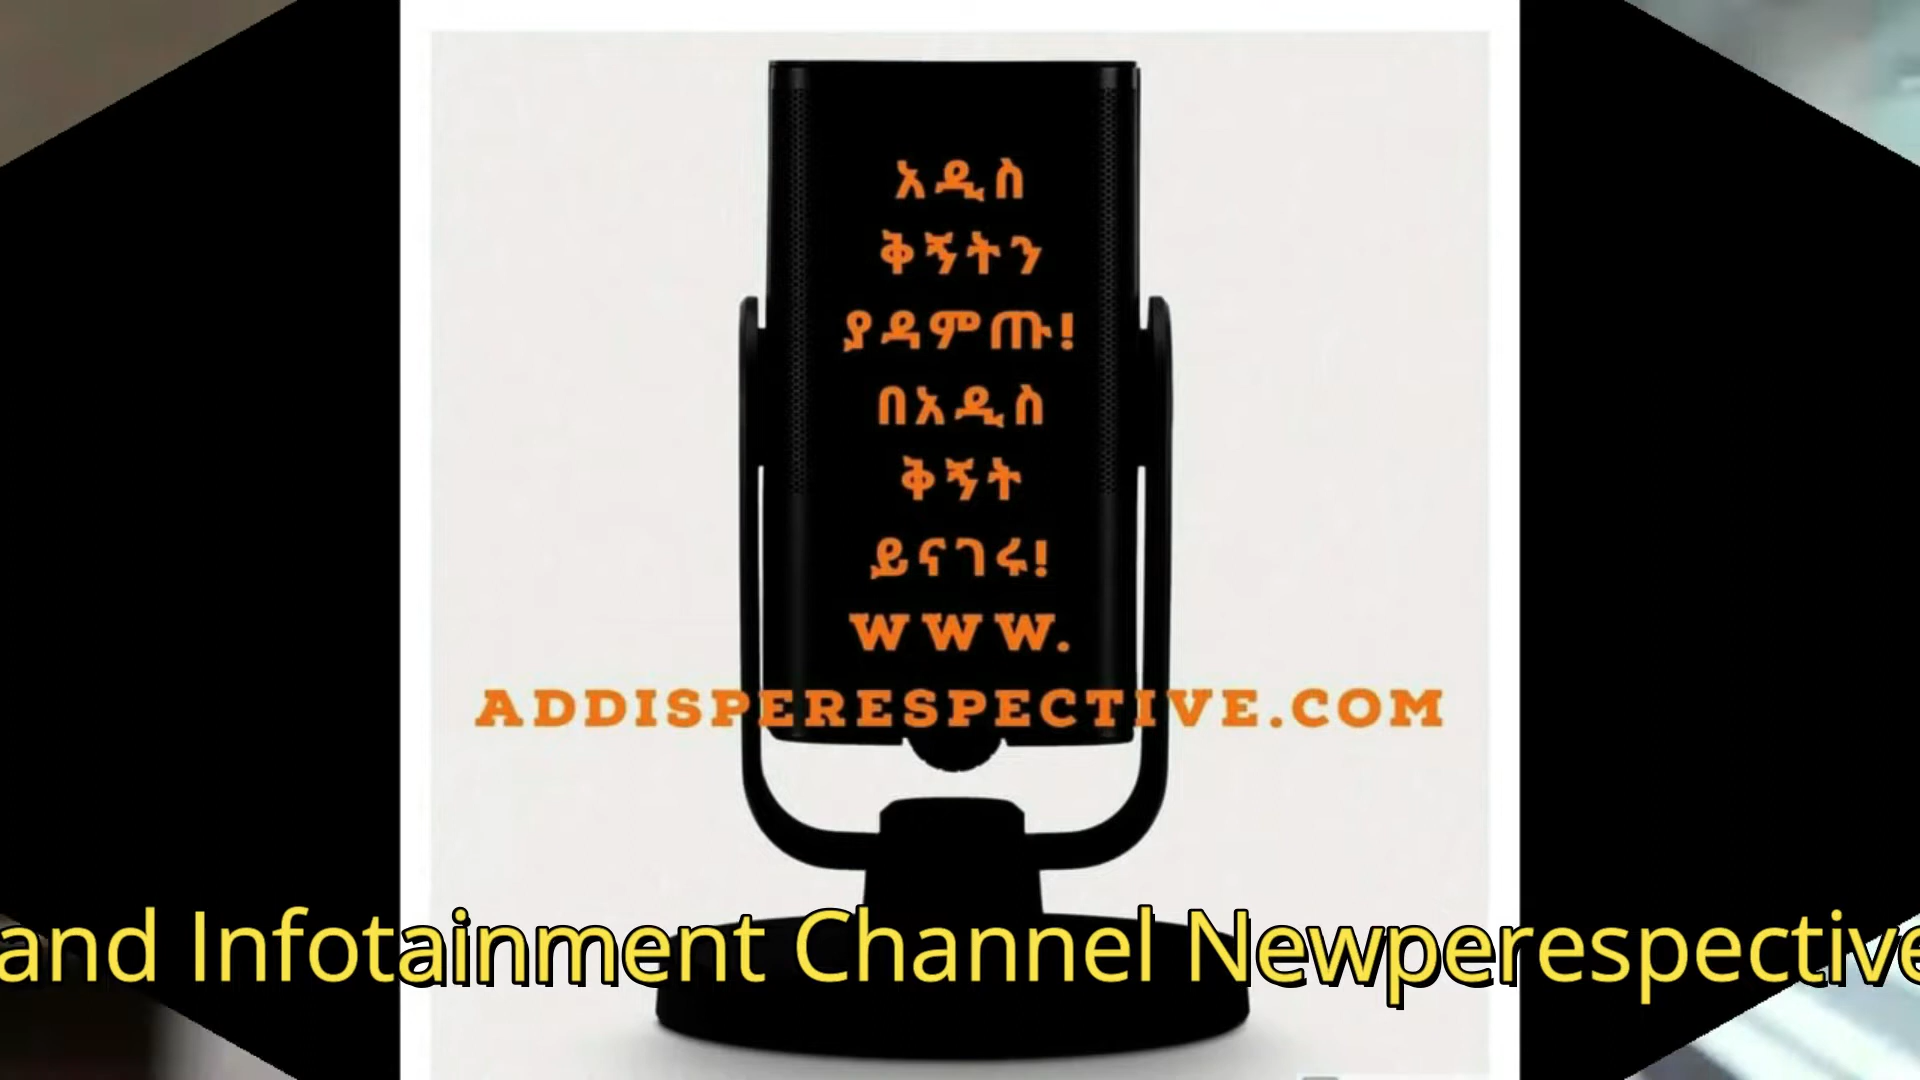 አዲስ
ቅኝትን
ያዳምጡ!
በአዲስ
ቅኝት
ይናገሩ!
WWW.
ADDISPERESPECTIVE.COM
and Infotainment Channel Newperespective